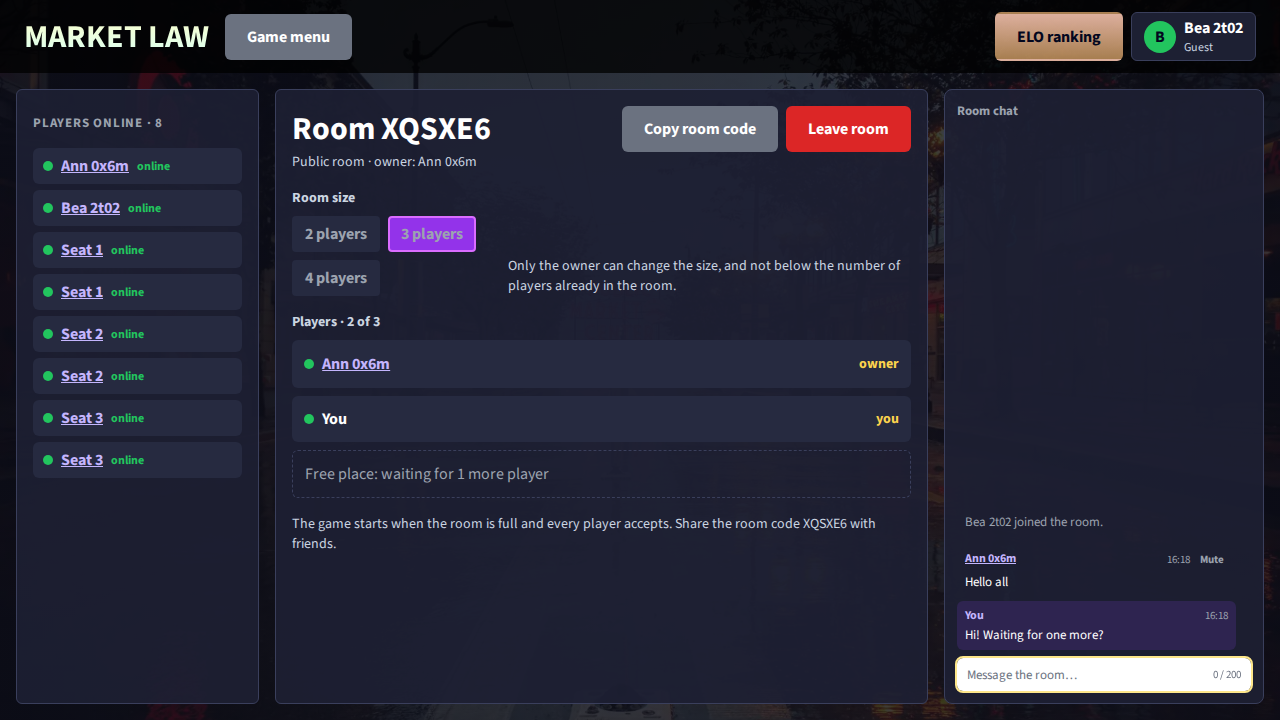 MARKET LAW
Game menu
ELO ranking
B
Bea 2t02
Guest
PLAYERS ONLINE · 8
Ann 0x6m online
Bea 2t02 online
Seat 1 online
Seat 1 online
Seat 2 online
Seat 2 online
Seat 3 online
Seat 3 online
Room XQSXE6
Copy room code
Leave room
Public room · owner: Ann 0x6m
Room size
2 players
3 players
4 players
Only the owner can change the size, and not below the number of
players already in the room.
Players · 2 of 3
Ann 0x6m owner
You you
Free place: waiting for 1 more player
The game starts when the room is full and every player accepts. Share the room code XQSXE6 with
friends.
Room chat
Bea 2t02 joined the room.
Ann 0x6m 16:18 Mute
Hello all
You 16:18
Hi! Waiting for one more?
Message the room… 0 / 200